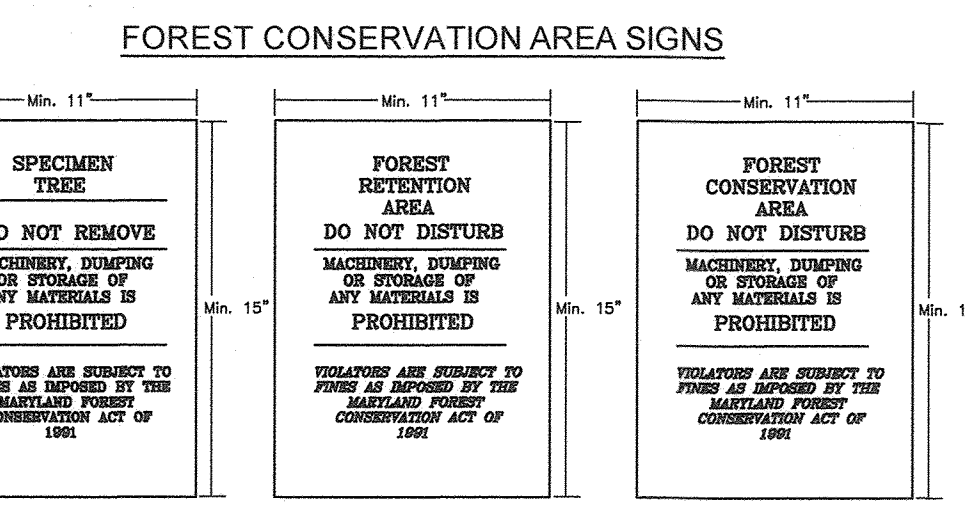 FOREST CONSERVATION AREA SIGNS
Min. 11"
Min. 11"
Min. 11"
SPECIMEN
TREE
NOT REMOVE
DUMPING
OR STORAGE OF
MATERIALS IS
PROHIBITED
ARE SUBJECT TO
AS IMPOSED BY THE
MARYLAND FOREST
ACT OF
1991
Min. 15"
FOREST
RETENTION
AREA
DO NOT DISTURB
MACHINERY, DUMPING
OR STORAGE OF
ANY MATERIALS IS
PROHIBITED
VIOLATORS ARE SUBJECT TO
FINES AS IMPOSED BY THE
MARYLAND FOREST
CONSERVATION ACT OF
1991
Min. 15"
FOREST
CONSERVATION
AREA
DO NOT DISTURB
MACHINERY, DUMPING
OR STORAGE OF
ANY MATERIALS IS
PROHIBITED
VIOLATORS ARE SUBJECT TO
FINES AS IMPOSED BY THE
MARYLAND FOREST
CONSERVATION ACT OF
1991
Min.